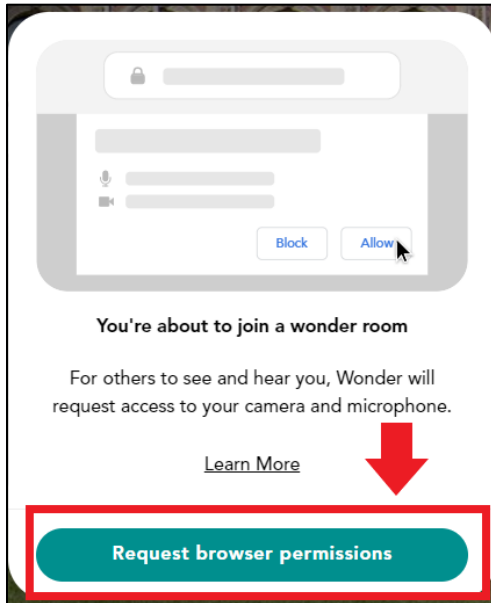 Block Allow
You're about to join a wonder room
For others to see and hear you, Wonder will
request access to your camera and microphone.
Learn More
Request browser permissions